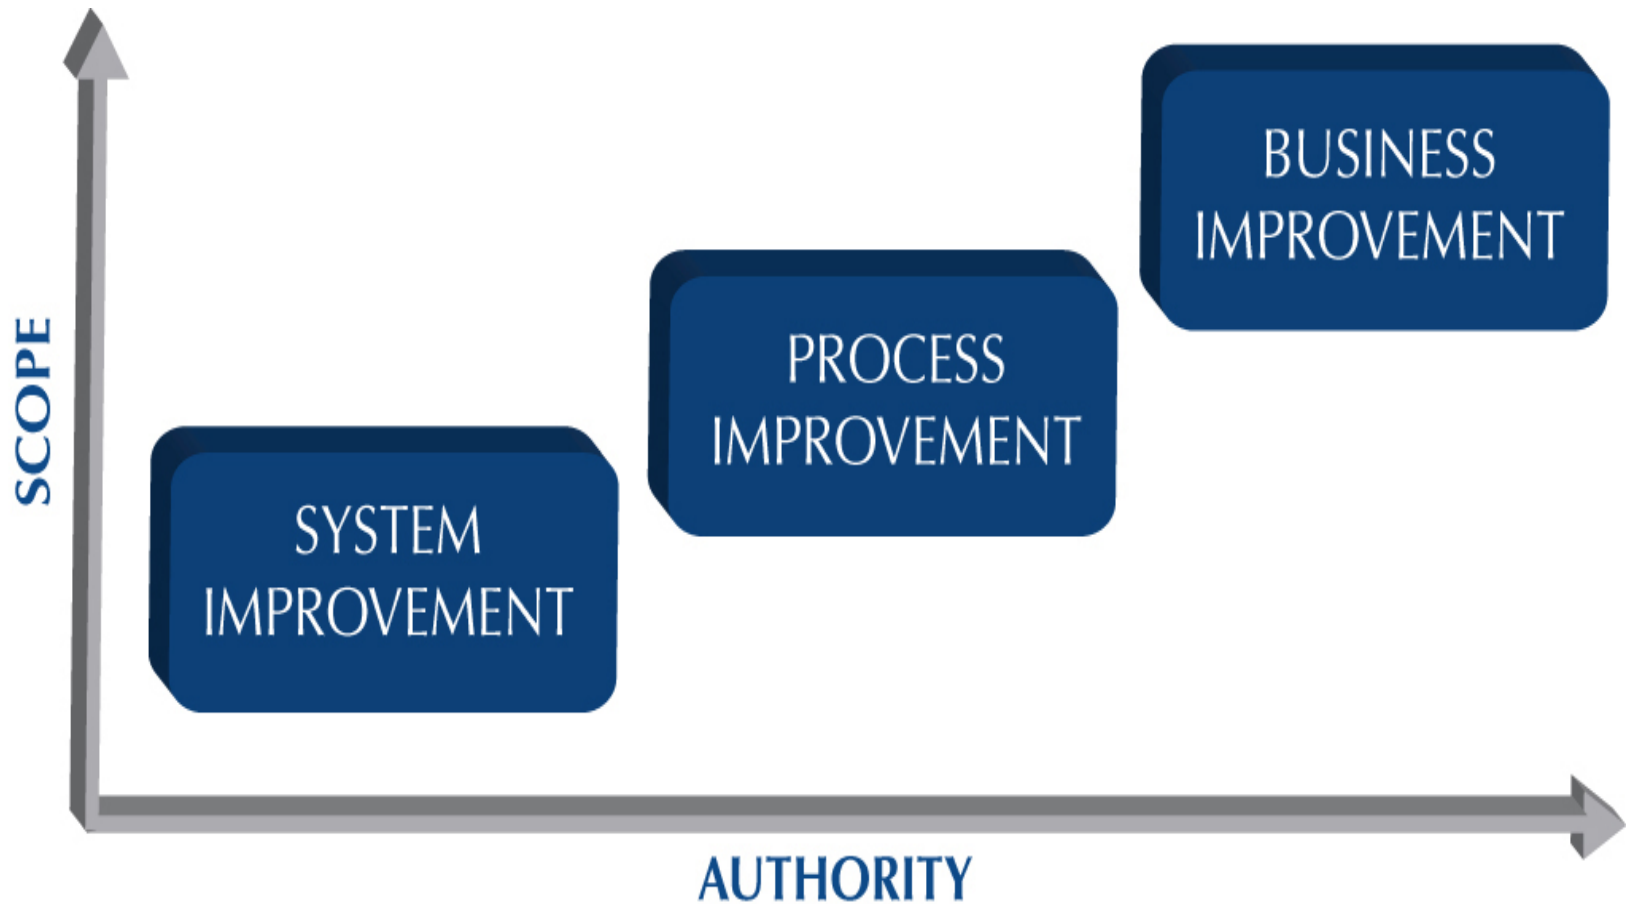 BUSINESS
IMPROVEMENT
PROCESS
IMPROVEMENT
SYSTEM
IMPROVEMENT
SCOPE
AUTHORITY